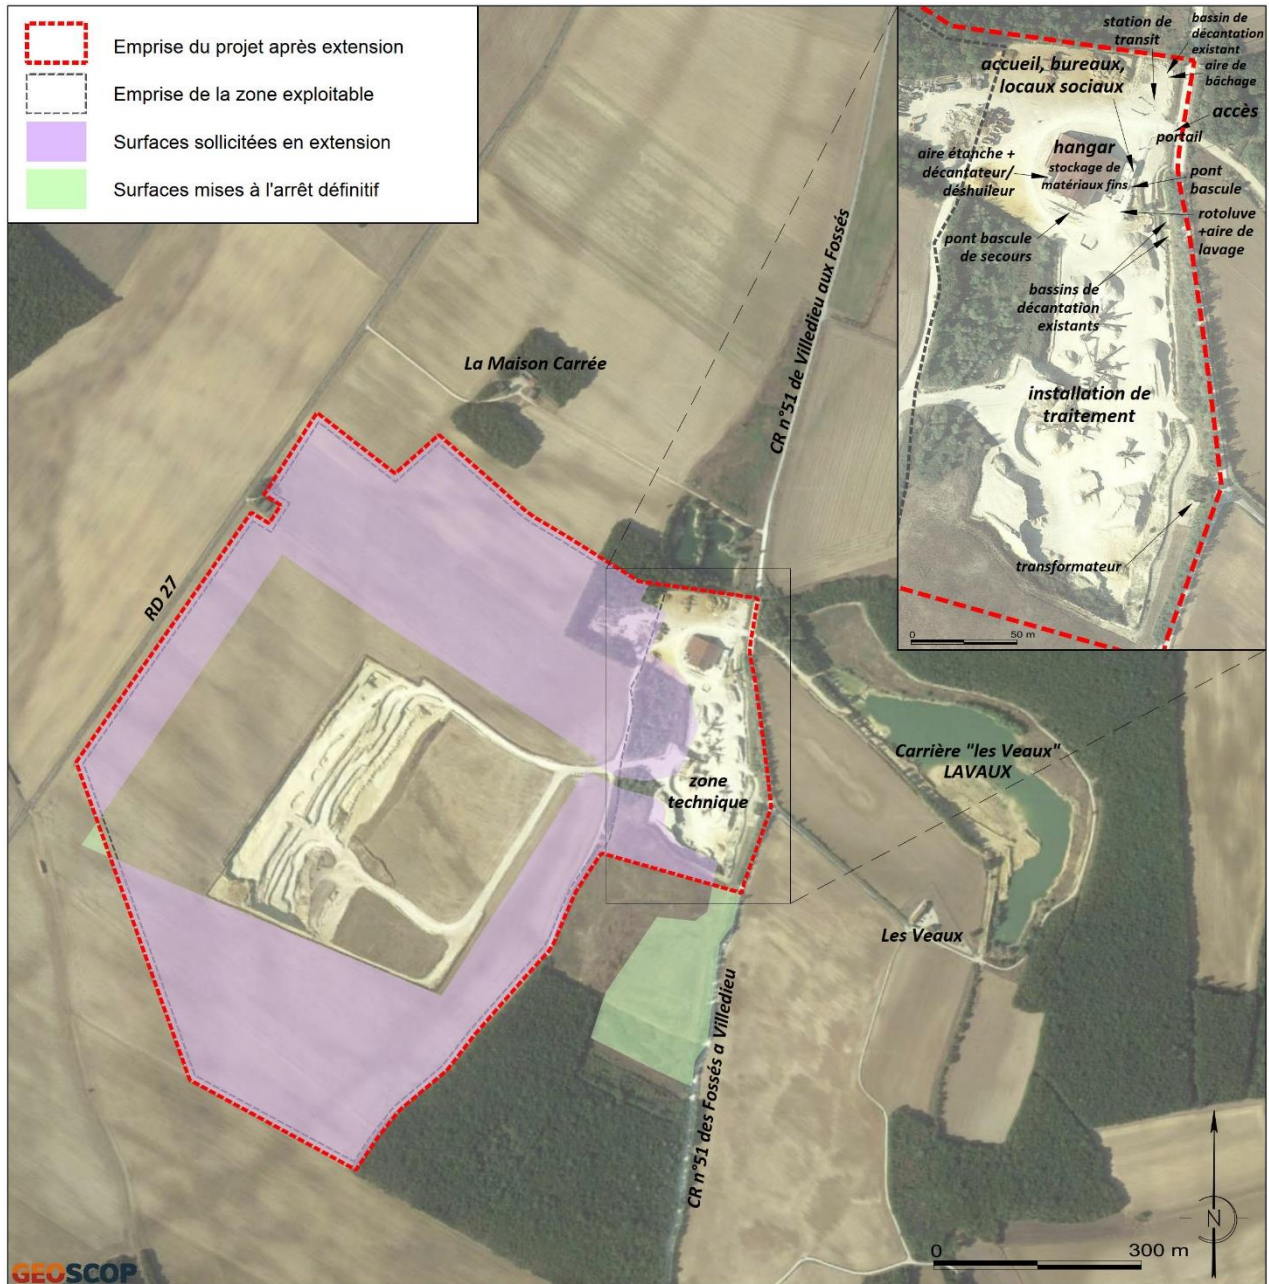 Emprise du projet après extension
Emprise de la zone exploitable
Surfaces sollicitées en extension
Surfaces mises à l'arrêt définitif
station de
transit
bassin de
décantation
existant
aire de
bâchage
accueil, bureaux,
locaux sociaux
accès
portail
hangar
stockage de
matériaux fins
aire étanche +
décantateur/
déshuileur
pont
bascule
rotoluve
+aire de
lavage
pont bascule
de secours
bassins de
décantation
existants
installation de
traitement
transformateur
0 50 m
La Maison Carrée
CR n°51 de Villedieu aux Fossés
RD 27
zone
technique
Carrière "les Veaux"
LAVAUX
Les Veaux
CR n°51 des Fossés a Villedieu
N
0 300 m
GEOSCOP